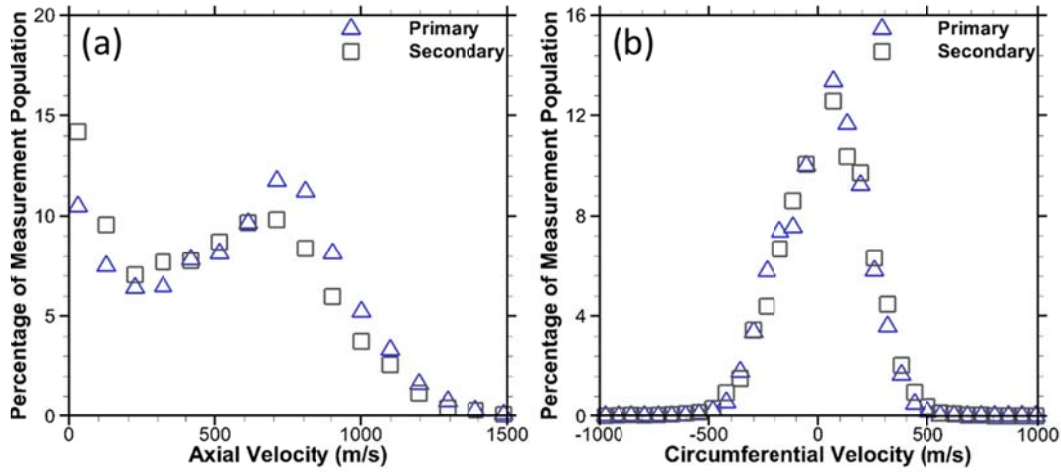 (a)
Primary
Secondary
Percentage of Measurement Population
20
15
10
5
0
0
500
1000
1500
Axial Velocity (m/s)
(b)
Primary
Secondary
Percentage of Measurement Population
16
12
8
4
0
-1000
-500
0
500
1000
Circumferential Velocity (m/s)